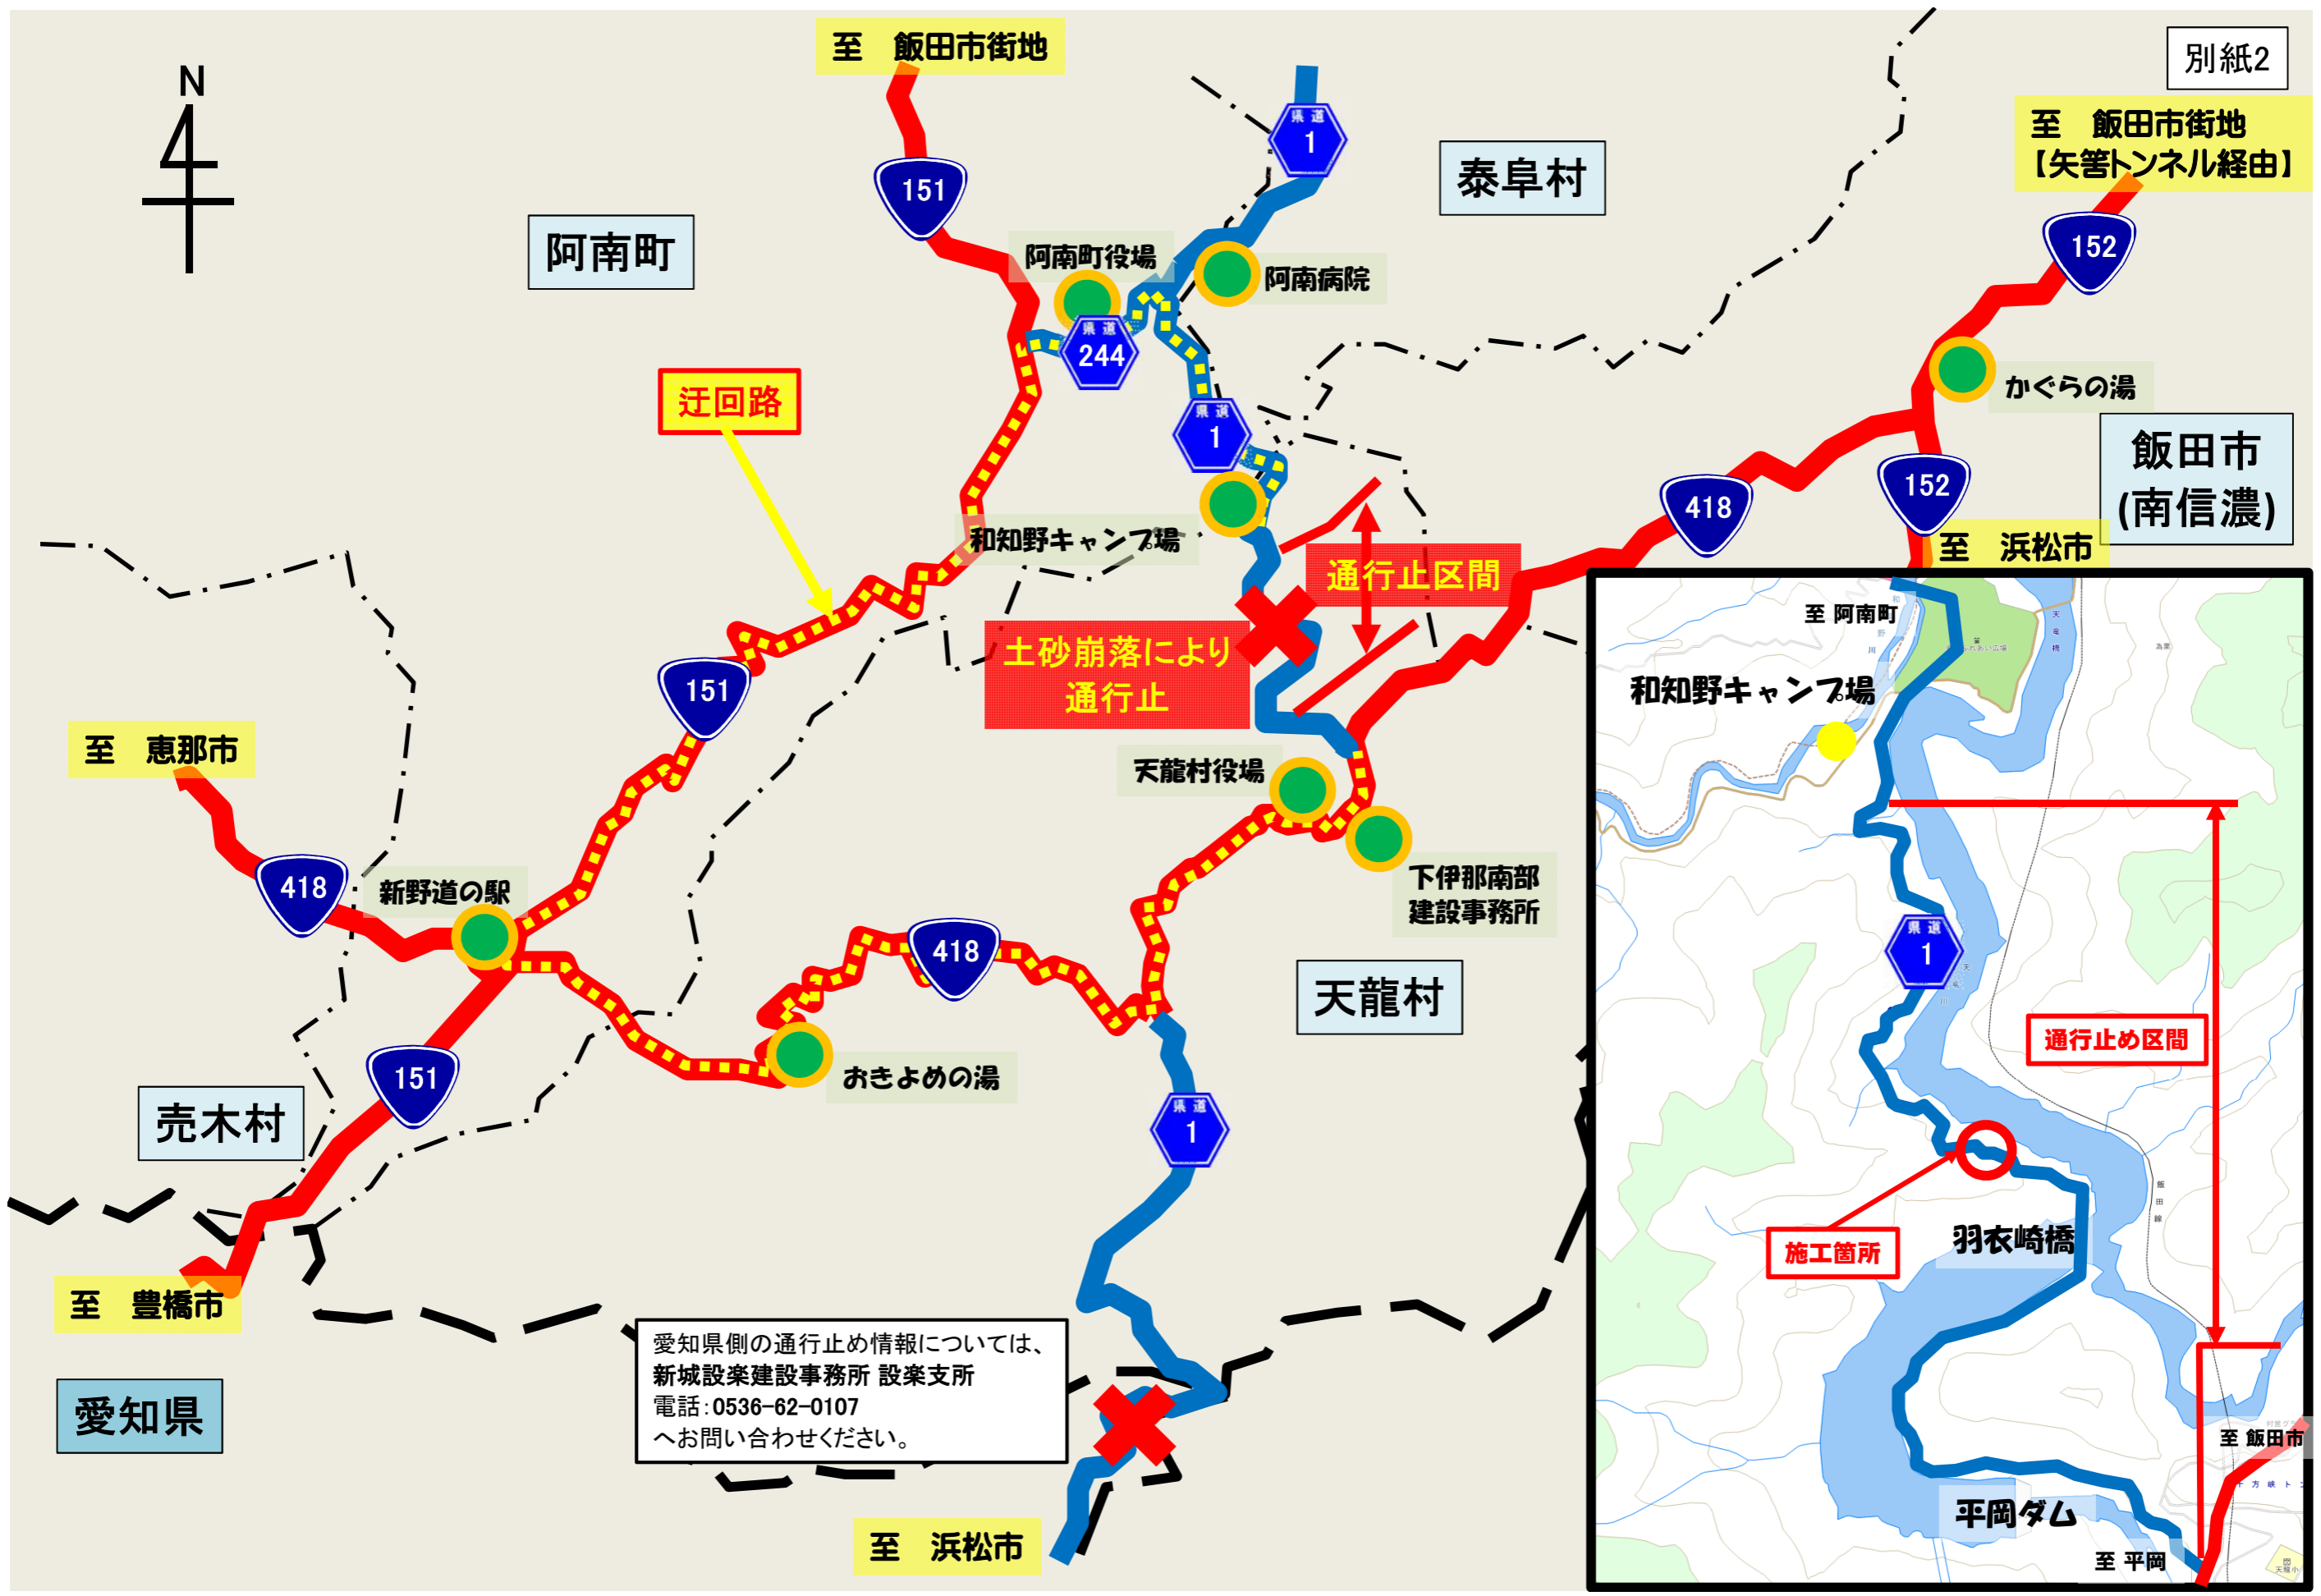 別紙2
N
至 飯田市街地
県道
1
至 飯田市街地
【矢筈トンネル経由】
泰阜村
151
阿南町
阿南町役場
阿南病院
152
県道
244
かぐらの湯
迂回路
県道
1
飯田市
(南信濃)
152
418
和知野キャンプ場
至 浜松市
通行止区間
土砂崩落により
通行止
151
至 恵那市
天龍村役場
418
新野道の駅
下伊那南部
建設事務所
418
天龍村
おきよめの湯
151
売木村
県道
1
至 豊橋市
愛知県
愛知県側の通行止め情報については、
新城設楽建設事務所 設楽支所
電話：0536-62-0107
へお問い合わせください。
至 浜松市
至 阿南町
天竜橋
為栗
和知野キャンプ場
県道
1
通行止め区間
飯田線
施工箇所
羽衣崎橋
至 飯田市
平岡ダム
至 平岡